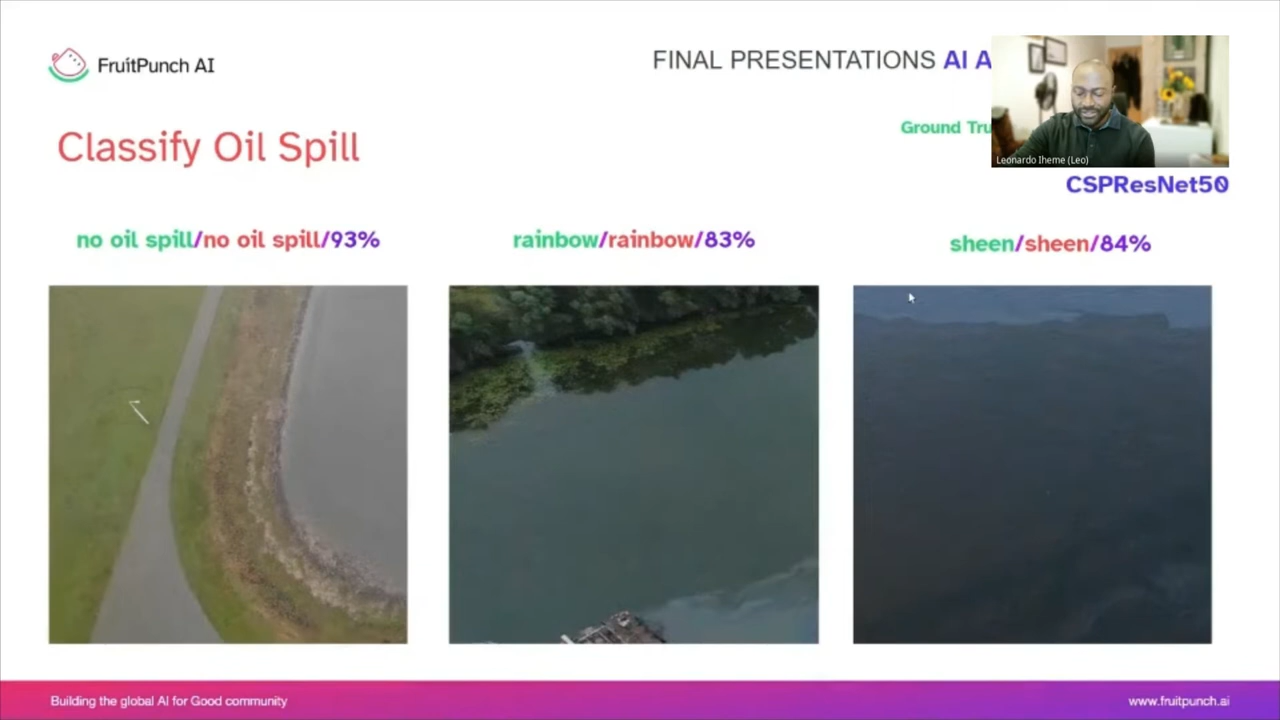 FruitPunch AI
FINAL PRESENTATIONS AI A
Ground Tru
Leonardo Iheme (Leo)
Classify Oil Spill
CSPResNet50
no oil spill/no oil spill/93%
rainbow/rainbow/83%
sheen/sheen/84%
Building the global AI for Good community
www.fruitpunch.ai